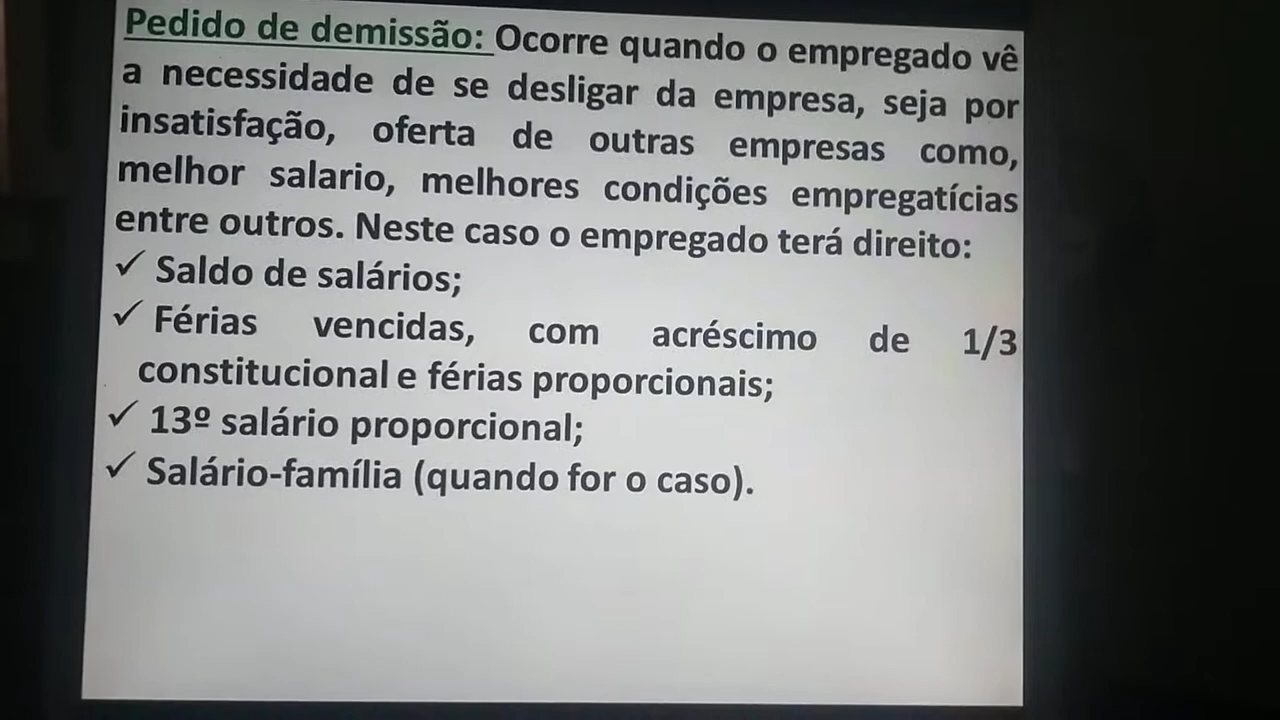 Pedido de demissão: Ocorre quando o empregado vê
a necessidade de se desligar da empresa, seja por
insatisfação, oferta de outras empresas como,
melhor salario, melhores condições empregatícias
entre outros. Neste caso o empregado terá direito:
✓ Saldo de salários;
✓ Férias vencidas, com acréscimo de 1/3
constitucional e férias proporcionais;
✓ 13º salário proporcional;
✓ Salário-família (quando for o caso).